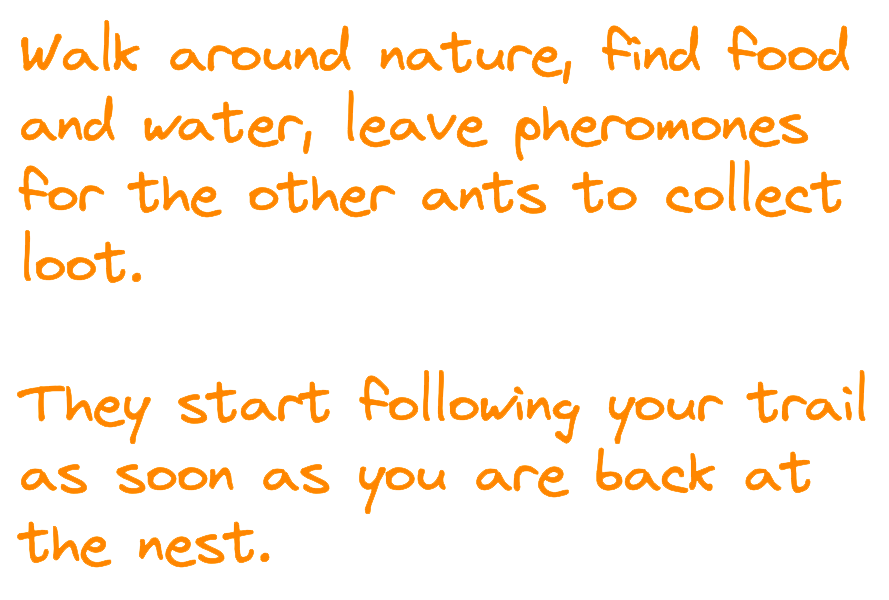 Walk around nature, find food
and water, leave pheromones
for the other ants to collect
loot.
They start following your trail
as soon as you are back at
the nest.